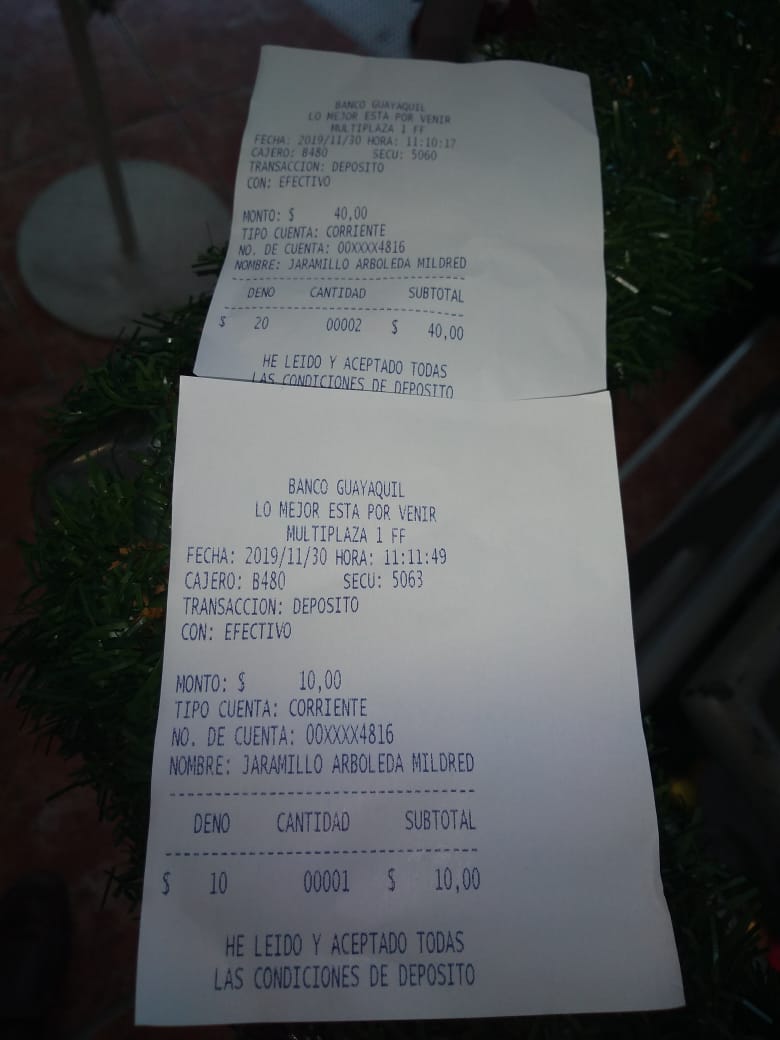 BANCO GUAYAQUIL
LO MEJOR ESTA POR VENIR
MULTIPLAZA 1 FF
FECHA: 2019/11/30 HORA: 11:10:17
CAJERO: B480 SECU: 5060
TRANSACCION: DEPOSITO
CON: EFECTIVO
MONTO: $ 40,00
TIPO CUENTA: CORRIENTE
NO. DE CUENTA: 00XXXX4816
NOMBRE: JARAMILLO ARBOLEDA MILDRED
--------------------------------
DENO CANTIDAD SUBTOTAL
--------------------------------
$ 20 00002 $ 40,00
HE LEIDO Y ACEPTADO TODAS
LAS CONDICIONES DE DEPOSITO
BANCO GUAYAQUIL
LO MEJOR ESTA POR VENIR
MULTIPLAZA 1 FF
FECHA: 2019/11/30 HORA: 11:11:49
CAJERO: B480 SECU: 5063
TRANSACCION: DEPOSITO
CON: EFECTIVO
MONTO: $ 10,00
TIPO CUENTA: CORRIENTE
NO. DE CUENTA: 00XXXX4816
NOMBRE: JARAMILLO ARBOLEDA MILDRED
--------------------------------
DENO CANTIDAD SUBTOTAL
--------------------------------
$ 10 00001 $ 10,00
HE LEIDO Y ACEPTADO TODAS
LAS CONDICIONES DE DEPOSITO